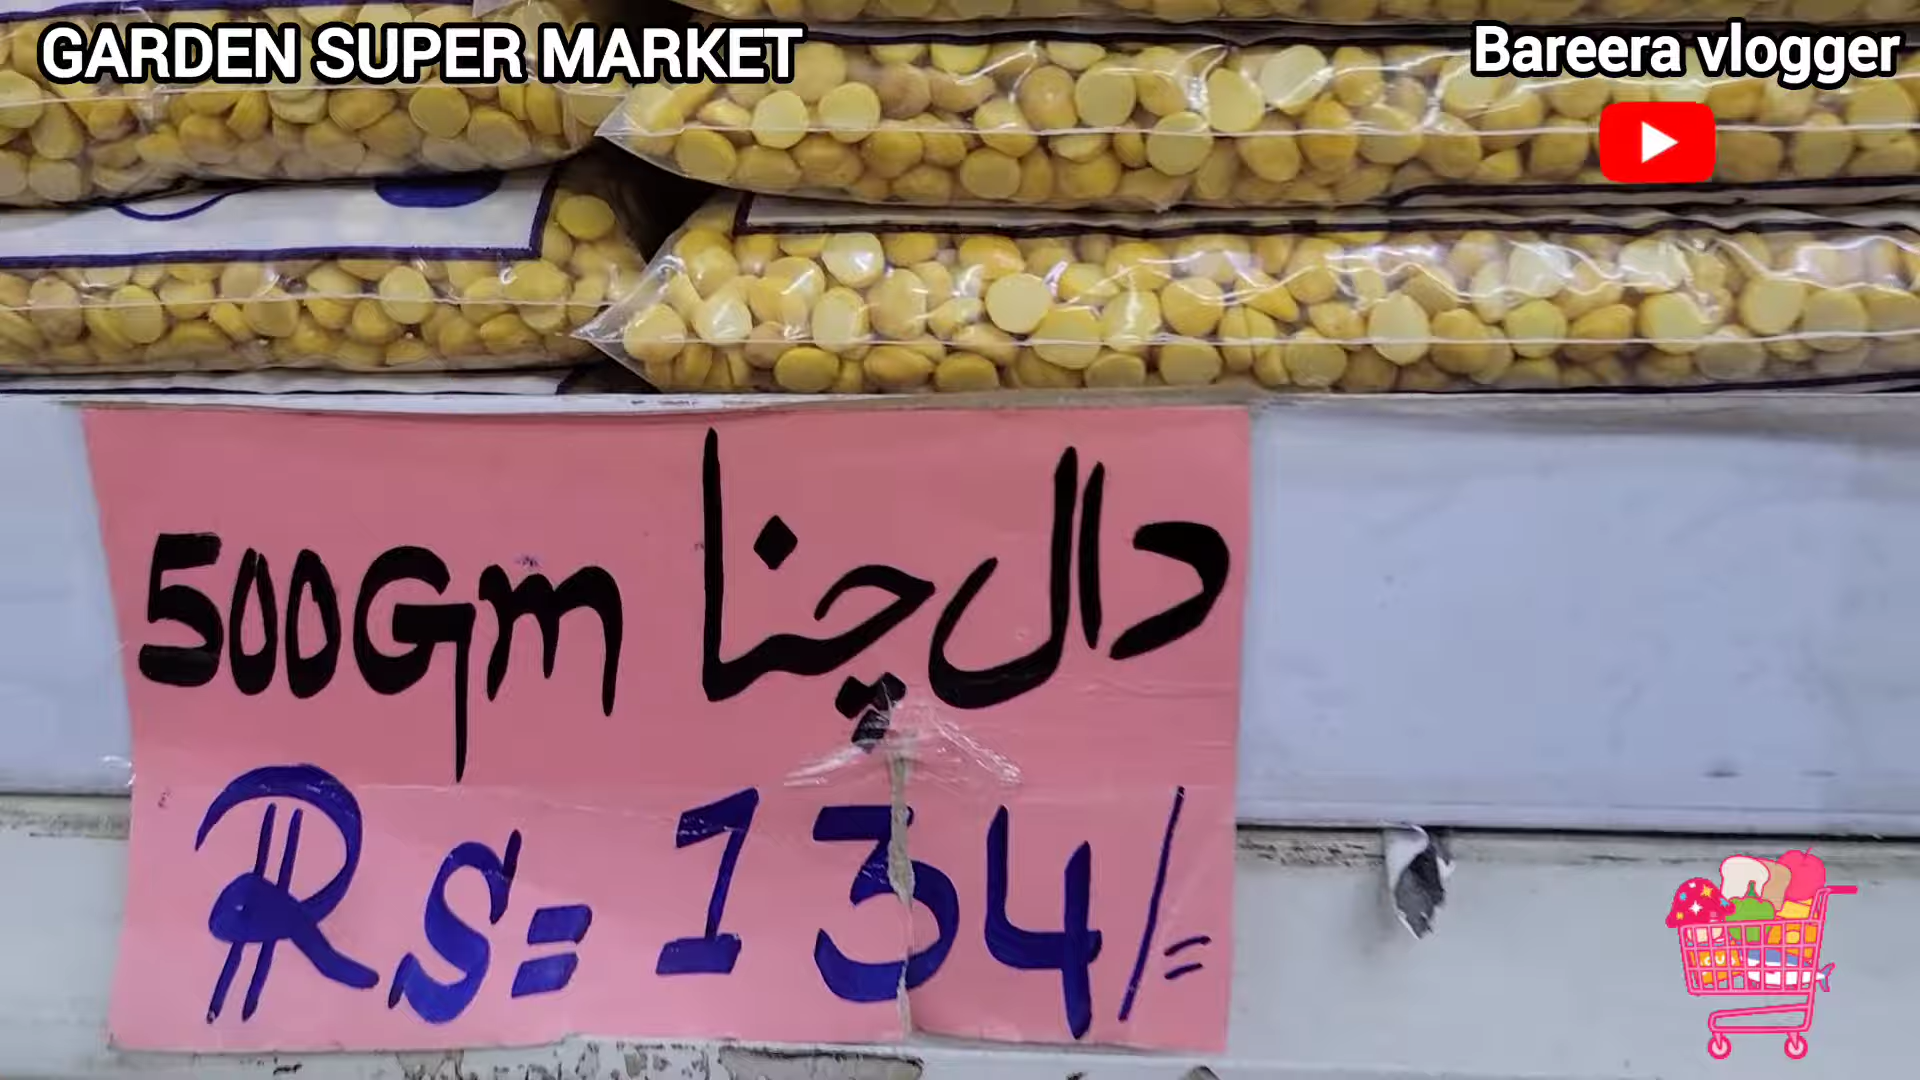 GARDEN SUPER MARKET
Bareera vlogger
دال چنا 500Gm
Rs= 134/=